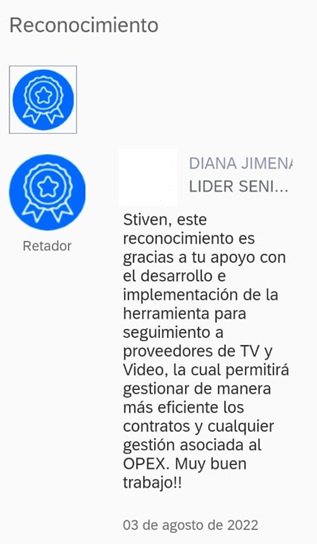 Reconocimiento
Retador
DIANA JIMENA
LIDER SENI...
Stiven, este
reconocimiento es
gracias a tu apoyo con
el desarrollo e
implementación de la
herramienta para
seguimiento a
proveedores de TV y
Video, la cual permitirá
gestionar de manera
más eficiente los
contratos y cualquier
gestión asociada al
OPEX. Muy buen
trabajo!!
03 de agosto de 2022